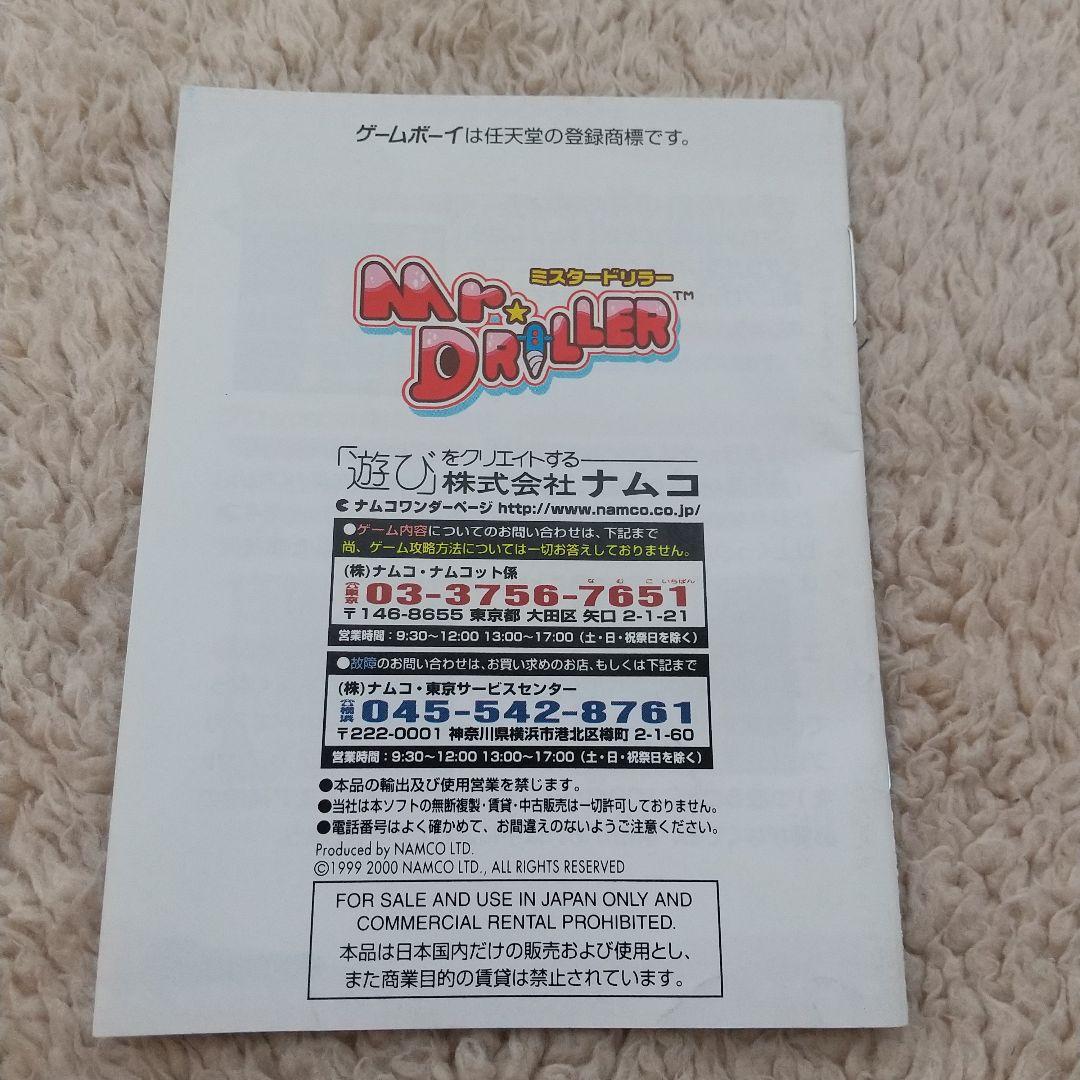 ゲームボーイは任天堂の登録商標です。
ミスタードリラー
Mr.
DRILLER™
「遊び」をクリエイトする
株式会社ナムコ
ナムコワンダーページ http://www.namco.co.jp/
●ゲーム内容についてのお問い合わせは、下記まで
尚、ゲーム攻略方法については一切お答えしておりません。
(株)ナムコ・ナムコット係
なむこ いちばん
東京 03-3756-7651
〒146-8655 東京都 大田区 矢口 2-1-21
営業時間：9:30〜12:00 13:00〜17:00（土・日・祝祭日を除く）
●故障のお問い合わせは、お買い求めのお店、もしくは下記まで
(株)ナムコ・東京サービスセンター
横浜 045-542-8761
〒222-0001 神奈川県横浜市港北区樽町 2-1-60
営業時間：9:30〜12:00 13:00〜17:00（土・日・祝祭日を除く）
●本品の輸出及び使用営業を禁じます。
●当社は本ソフトの無断複製・賃貸・中古販売は一切許可しておりません。
●電話番号はよく確かめて、お間違えのないようご注意ください。
Produced by NAMCO LTD.
©1999 2000 NAMCO LTD., ALL RIGHTS RESERVED
FOR SALE AND USE IN JAPAN ONLY AND
COMMERCIAL RENTAL PROHIBITED.
本品は日本国内だけの販売および使用とし、
また商業目的の賃貸は禁止されています。